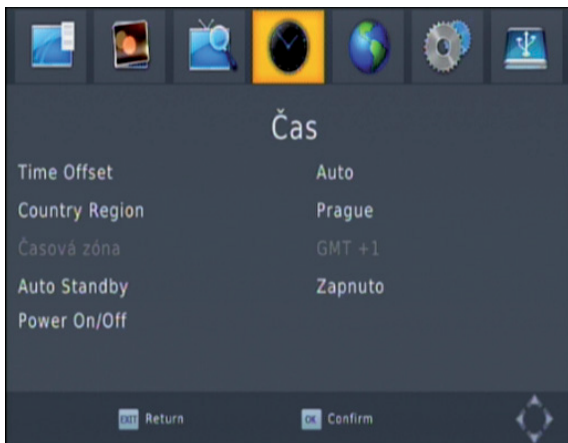 Čas
Time Offset Auto
Country Region Prague
Časová zóna GMT +1
Auto Standby Zapnuto
Power On/Off
EXIT Return OK Confirm